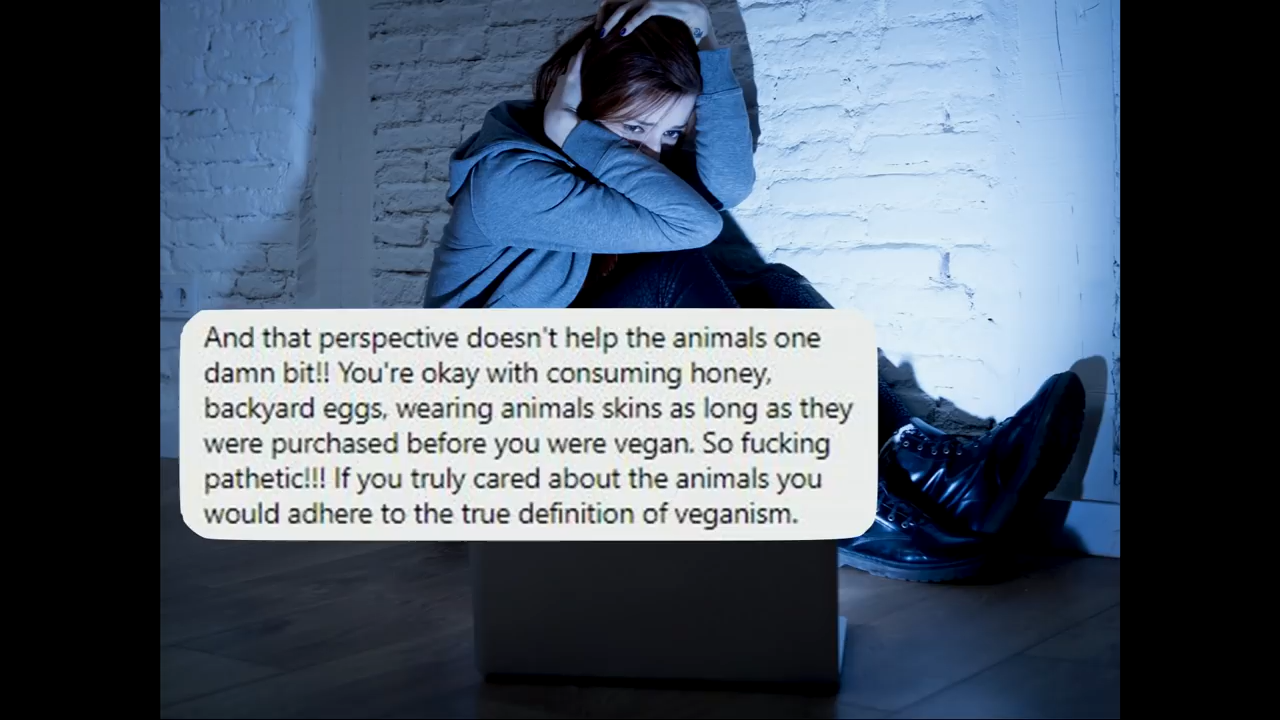 And that perspective doesn't help the animals one
damn bit!! You're okay with consuming honey,
backyard eggs, wearing animals skins as long as they
were purchased before you were vegan. So fucking
pathetic!!! If you truly cared about the animals you
would adhere to the true definition of veganism.